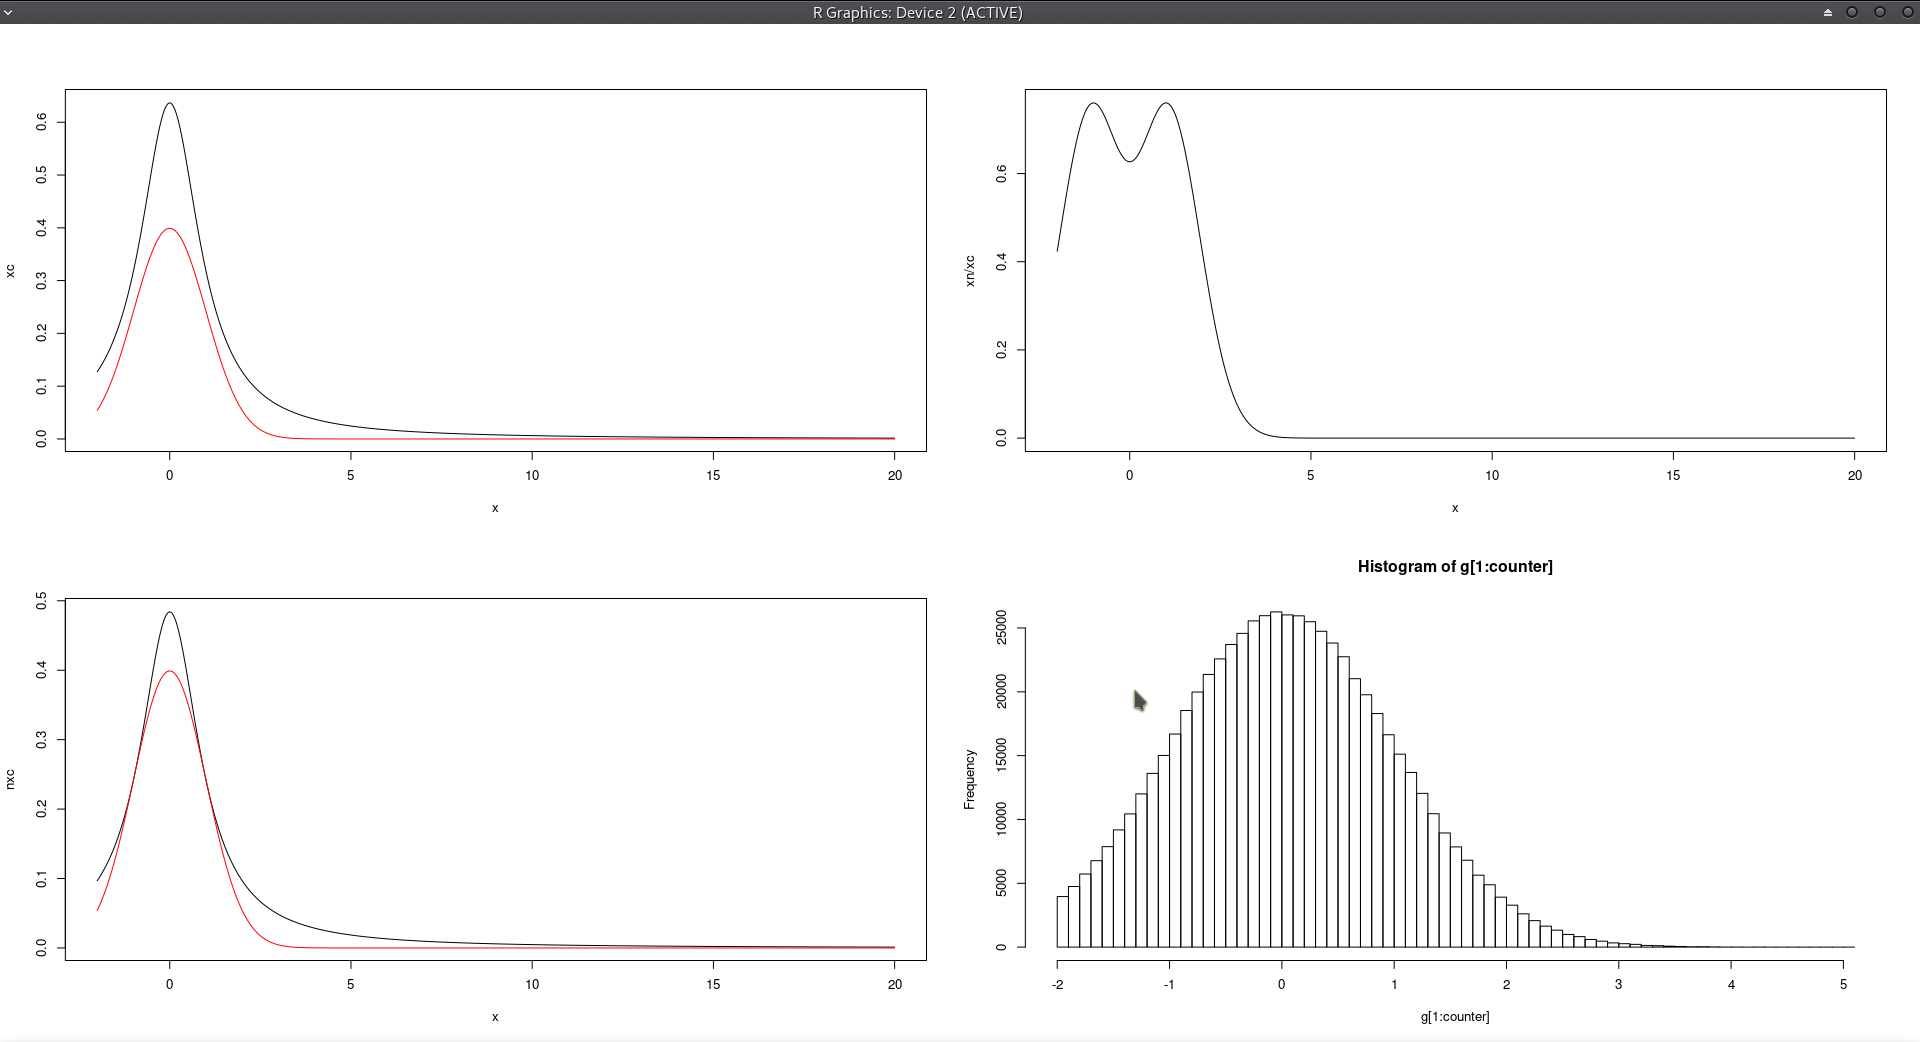 R Graphics: Device 2 (ACTIVE)
xc
0.0 0.1 0.2 0.3 0.4 0.5 0.6
0 5 10 15 20
x
xn/xc
0.0 0.2 0.4 0.6
0 5 10 15 20
x
nxc
0.0 0.1 0.2 0.3 0.4 0.5
0 5 10 15 20
x
Histogram of g[1:counter]
Frequency
0 5000 10000 15000 20000 25000
-2 -1 0 1 2 3 4 5
g[1:counter]